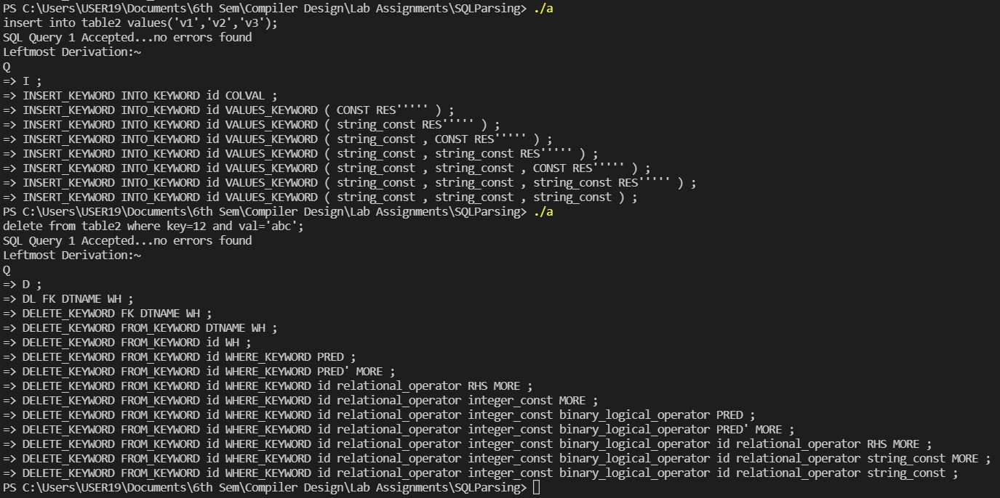 PS C:\Users\USER19\Documents\6th Sem\Compiler Design\Lab Assignments\SQLParsing> ./a
insert into table2 values('v1','v2','v3');
SQL Query 1 Accepted...no errors found
Leftmost Derivation:~
Q
=> I ;
=> INSERT_KEYWORD INTO_KEYWORD id COLVAL ;
=> INSERT_KEYWORD INTO_KEYWORD id VALUES_KEYWORD ( CONST RES''''' ) ;
=> INSERT_KEYWORD INTO_KEYWORD id VALUES_KEYWORD ( string_const RES''''' ) ;
=> INSERT_KEYWORD INTO_KEYWORD id VALUES_KEYWORD ( string_const , CONST RES''''' ) ;
=> INSERT_KEYWORD INTO_KEYWORD id VALUES_KEYWORD ( string_const , string_const RES''''' ) ;
=> INSERT_KEYWORD INTO_KEYWORD id VALUES_KEYWORD ( string_const , string_const , CONST RES''''' ) ;
=> INSERT_KEYWORD INTO_KEYWORD id VALUES_KEYWORD ( string_const , string_const , string_const RES''''' ) ;
=> INSERT_KEYWORD INTO_KEYWORD id VALUES_KEYWORD ( string_const , string_const , string_const ) ;
PS C:\Users\USER19\Documents\6th Sem\Compiler Design\Lab Assignments\SQLParsing> ./a
delete from table2 where key=12 and val='abc';
SQL Query 1 Accepted...no errors found
Leftmost Derivation:~
Q
=> D ;
=> DL FK DTNAME WH ;
=> DELETE_KEYWORD FK DTNAME WH ;
=> DELETE_KEYWORD FROM_KEYWORD DTNAME WH ;
=> DELETE_KEYWORD FROM_KEYWORD id WH ;
=> DELETE_KEYWORD FROM_KEYWORD id WHERE_KEYWORD PRED ;
=> DELETE_KEYWORD FROM_KEYWORD id WHERE_KEYWORD PRED' MORE ;
=> DELETE_KEYWORD FROM_KEYWORD id WHERE_KEYWORD id relational_operator RHS MORE ;
=> DELETE_KEYWORD FROM_KEYWORD id WHERE_KEYWORD id relational_operator integer_const MORE ;
=> DELETE_KEYWORD FROM_KEYWORD id WHERE_KEYWORD id relational_operator integer_const binary_logical_operator PRED ;
=> DELETE_KEYWORD FROM_KEYWORD id WHERE_KEYWORD id relational_operator integer_const binary_logical_operator PRED' MORE ;
=> DELETE_KEYWORD FROM_KEYWORD id WHERE_KEYWORD id relational_operator integer_const binary_logical_operator id relational_operator RHS MORE ;
=> DELETE_KEYWORD FROM_KEYWORD id WHERE_KEYWORD id relational_operator integer_const binary_logical_operator id relational_operator string_const MORE ;
=> DELETE_KEYWORD FROM_KEYWORD id WHERE_KEYWORD id relational_operator integer_const binary_logical_operator id relational_operator string_const ;
PS C:\Users\USER19\Documents\6th Sem\Compiler Design\Lab Assignments\SQLParsing>